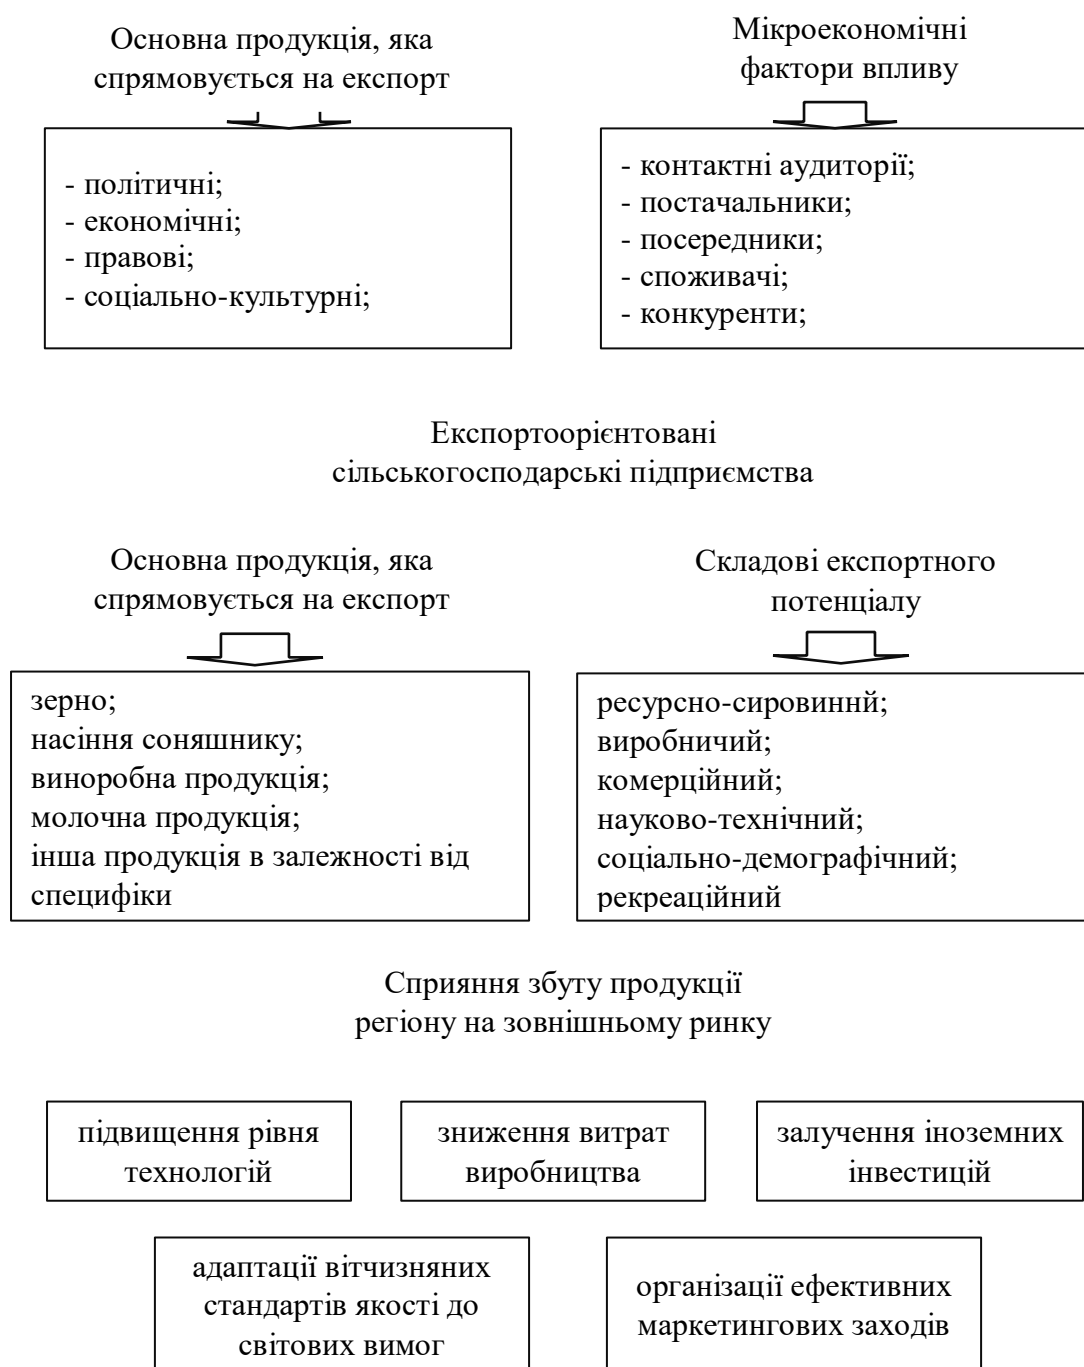 Основна продукція, яка
спрямовується на експорт
- політичні;
- економічні;
- правові;
- соціально-культурні;
Мікроекономічні
фактори впливу
- контактні аудиторії;
- постачальники;
- посередники;
- споживачі;
- конкуренти;
Експортоорієнтовані
сільськогосподарські підприємства
Основна продукція, яка
спрямовується на експорт
зерно;
насіння соняшнику;
виноробна продукція;
молочна продукція;
інша продукція в залежності від
специфіки
Складові експортного
потенціалу
ресурсно-сировиннй;
виробничий;
комерційний;
науково-технічний;
соціально-демографічний;
рекреаційний
Сприяння збуту продукції
регіону на зовнішньому ринку
підвищення рівня
технологій
зниження витрат
виробництва
залучення іноземних
інвестицій
адаптації вітчизняних
стандартів якості до
світових вимог
організації ефективних
маркетингових заходів